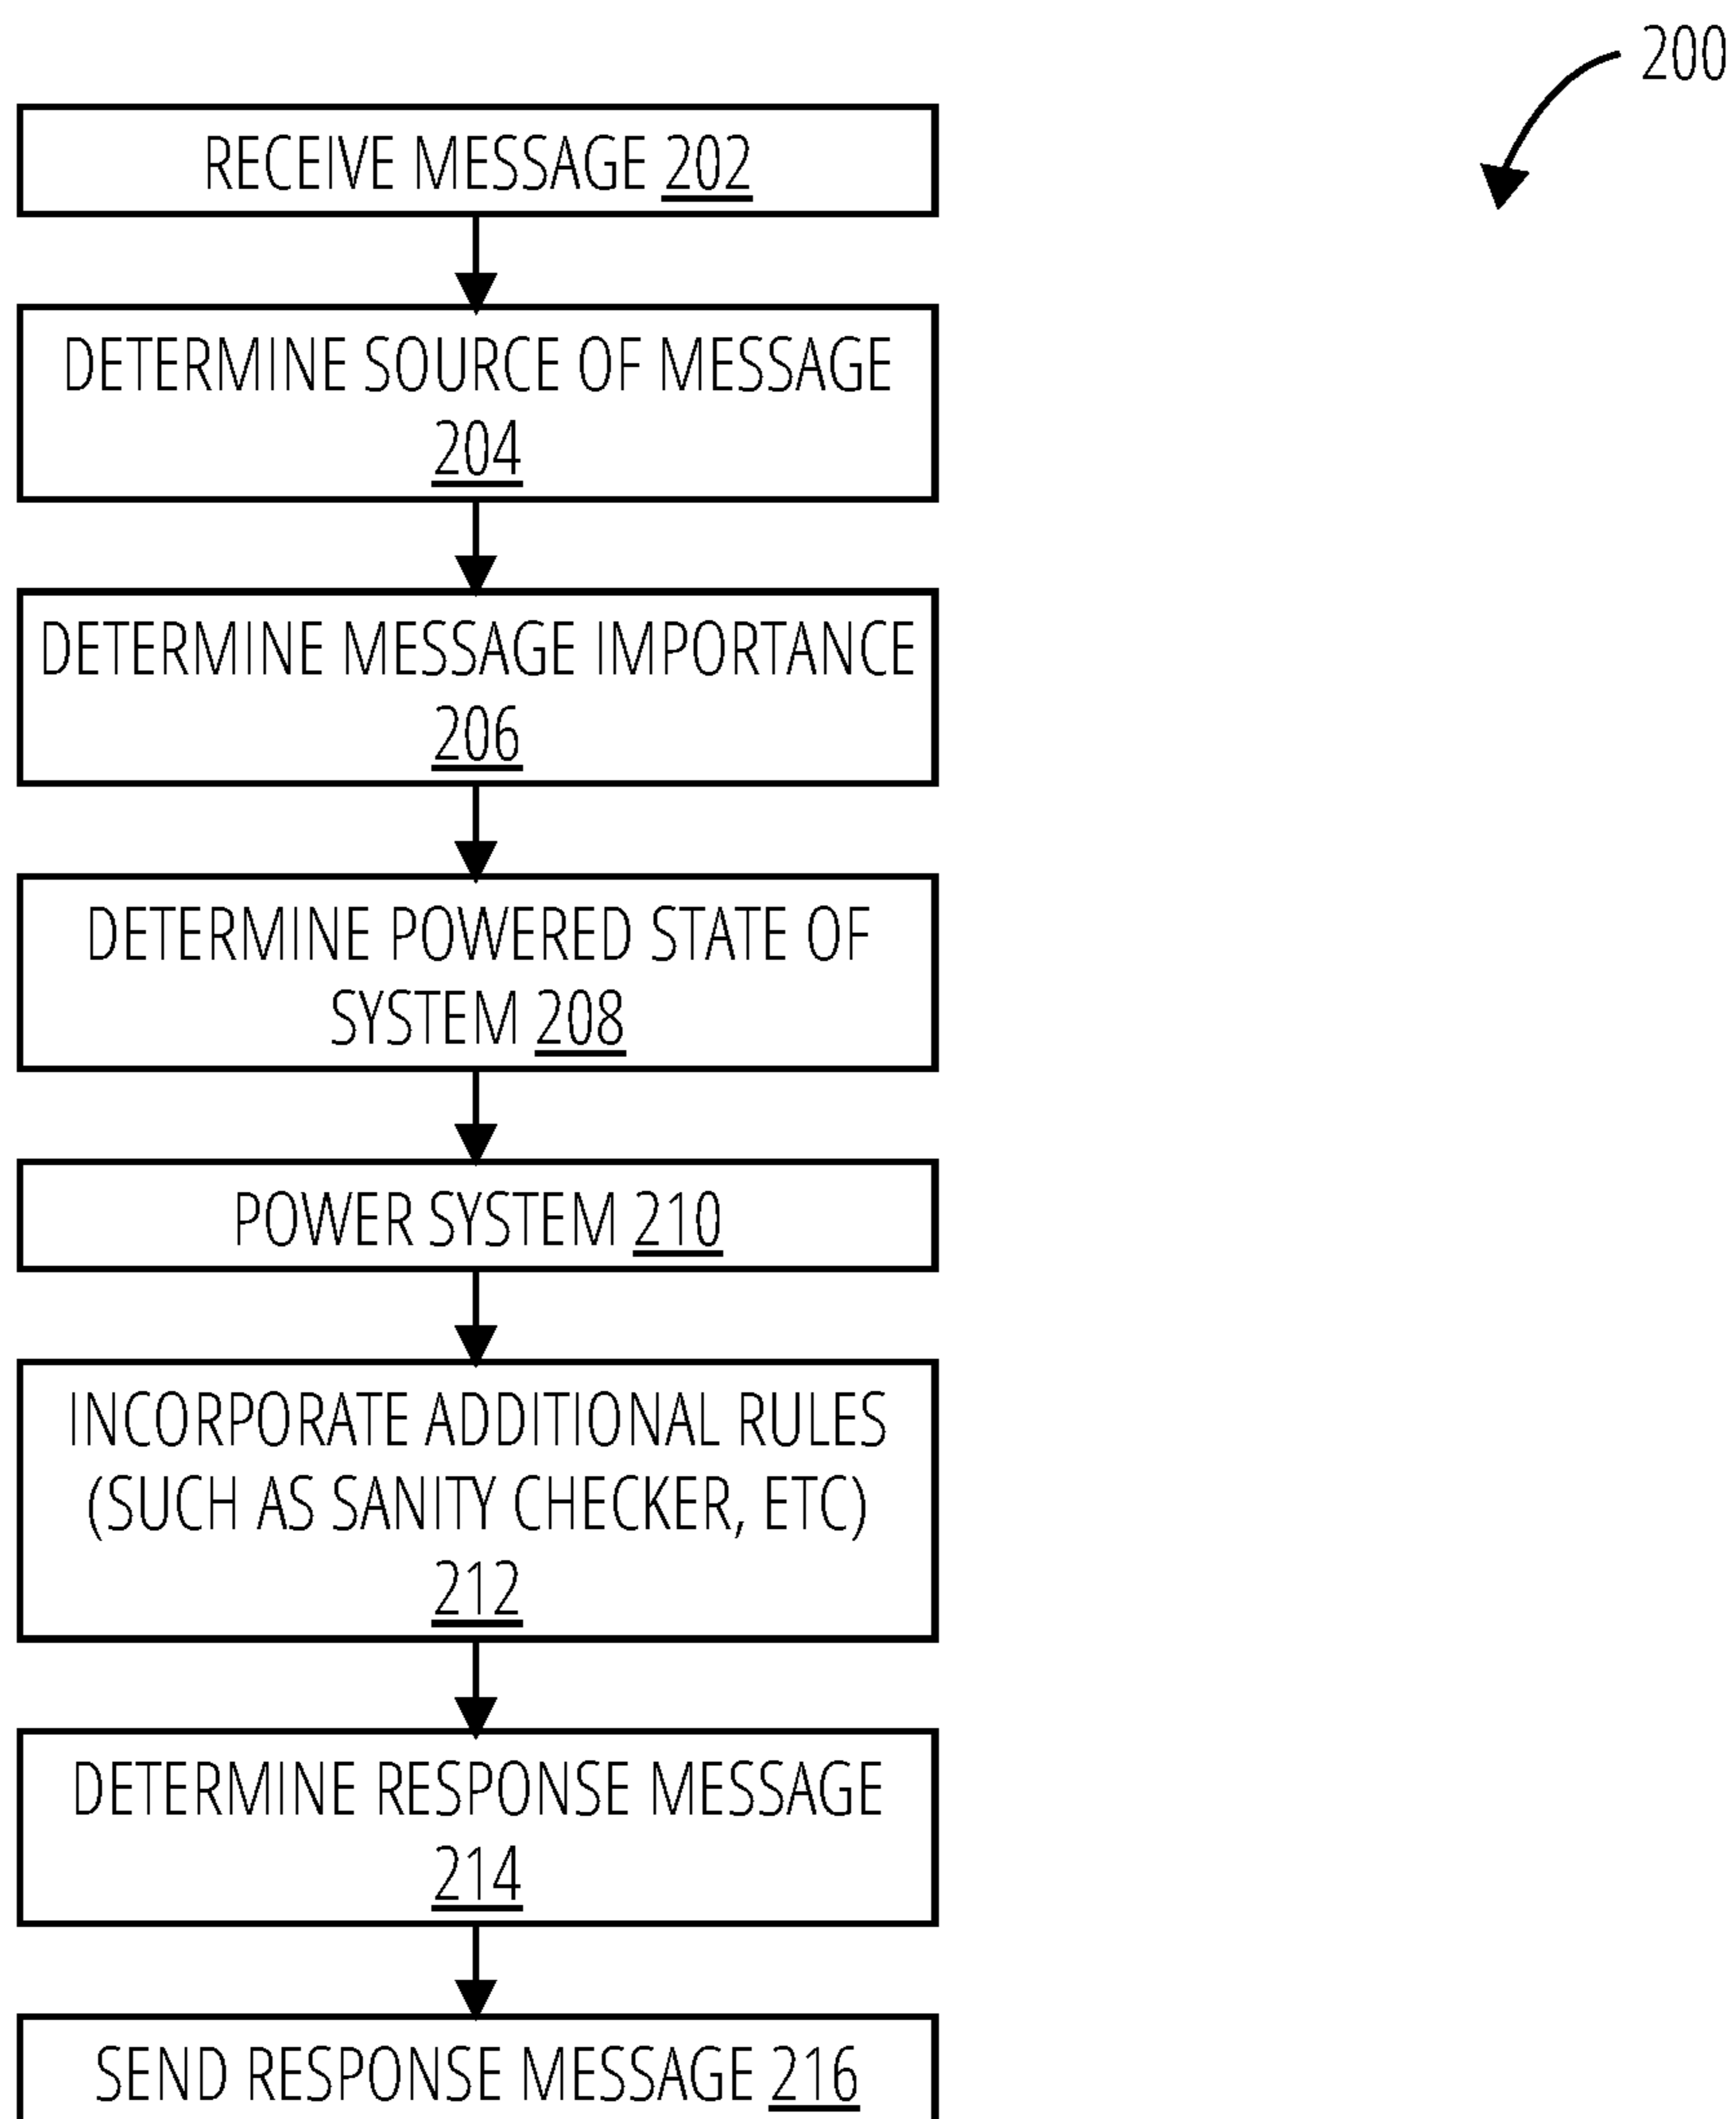 200
RECEIVE MESSAGE 202
DETERMINE SOURCE OF MESSAGE
204
DETERMINE MESSAGE IMPORTANCE
206
DETERMINE POWERED STATE OF
SYSTEM 208
POWER SYSTEM 210
INCORPORATE ADDITIONAL RULES
(SUCH AS SANITY CHECKER, ETC)
212
DETERMINE RESPONSE MESSAGE
214
SEND RESPONSE MESSAGE 216